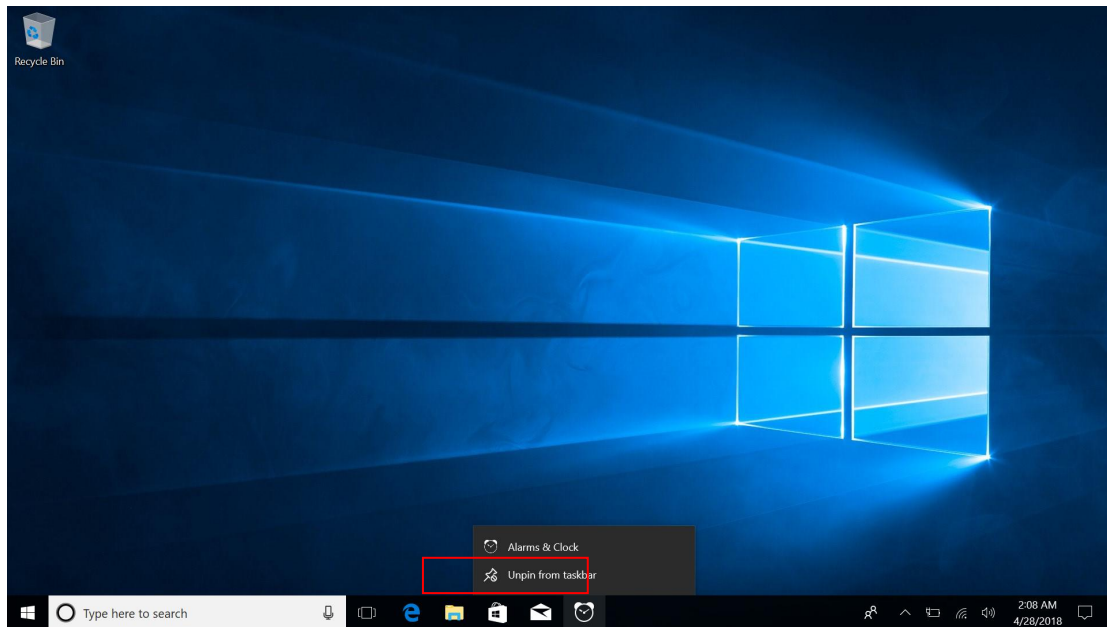 Recycle Bin
Alarms & Clock
Unpin from taskbar
Type here to search
2:08 AM
4/28/2018